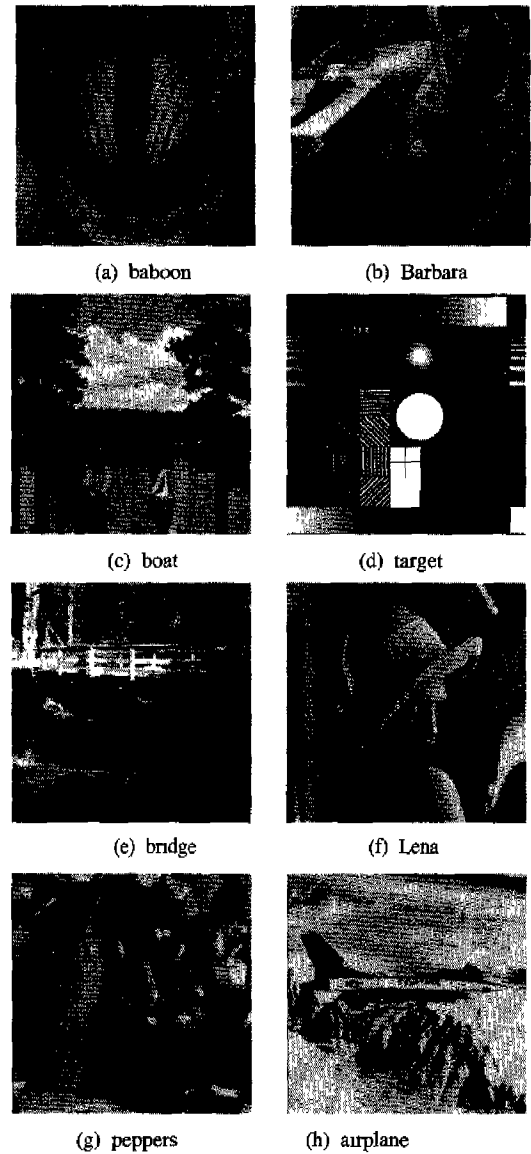 (a) baboon
(b) Barbara
(c) boat
(d) target
(e) bridge
(f) Lena
(g) peppers
(h) airplane